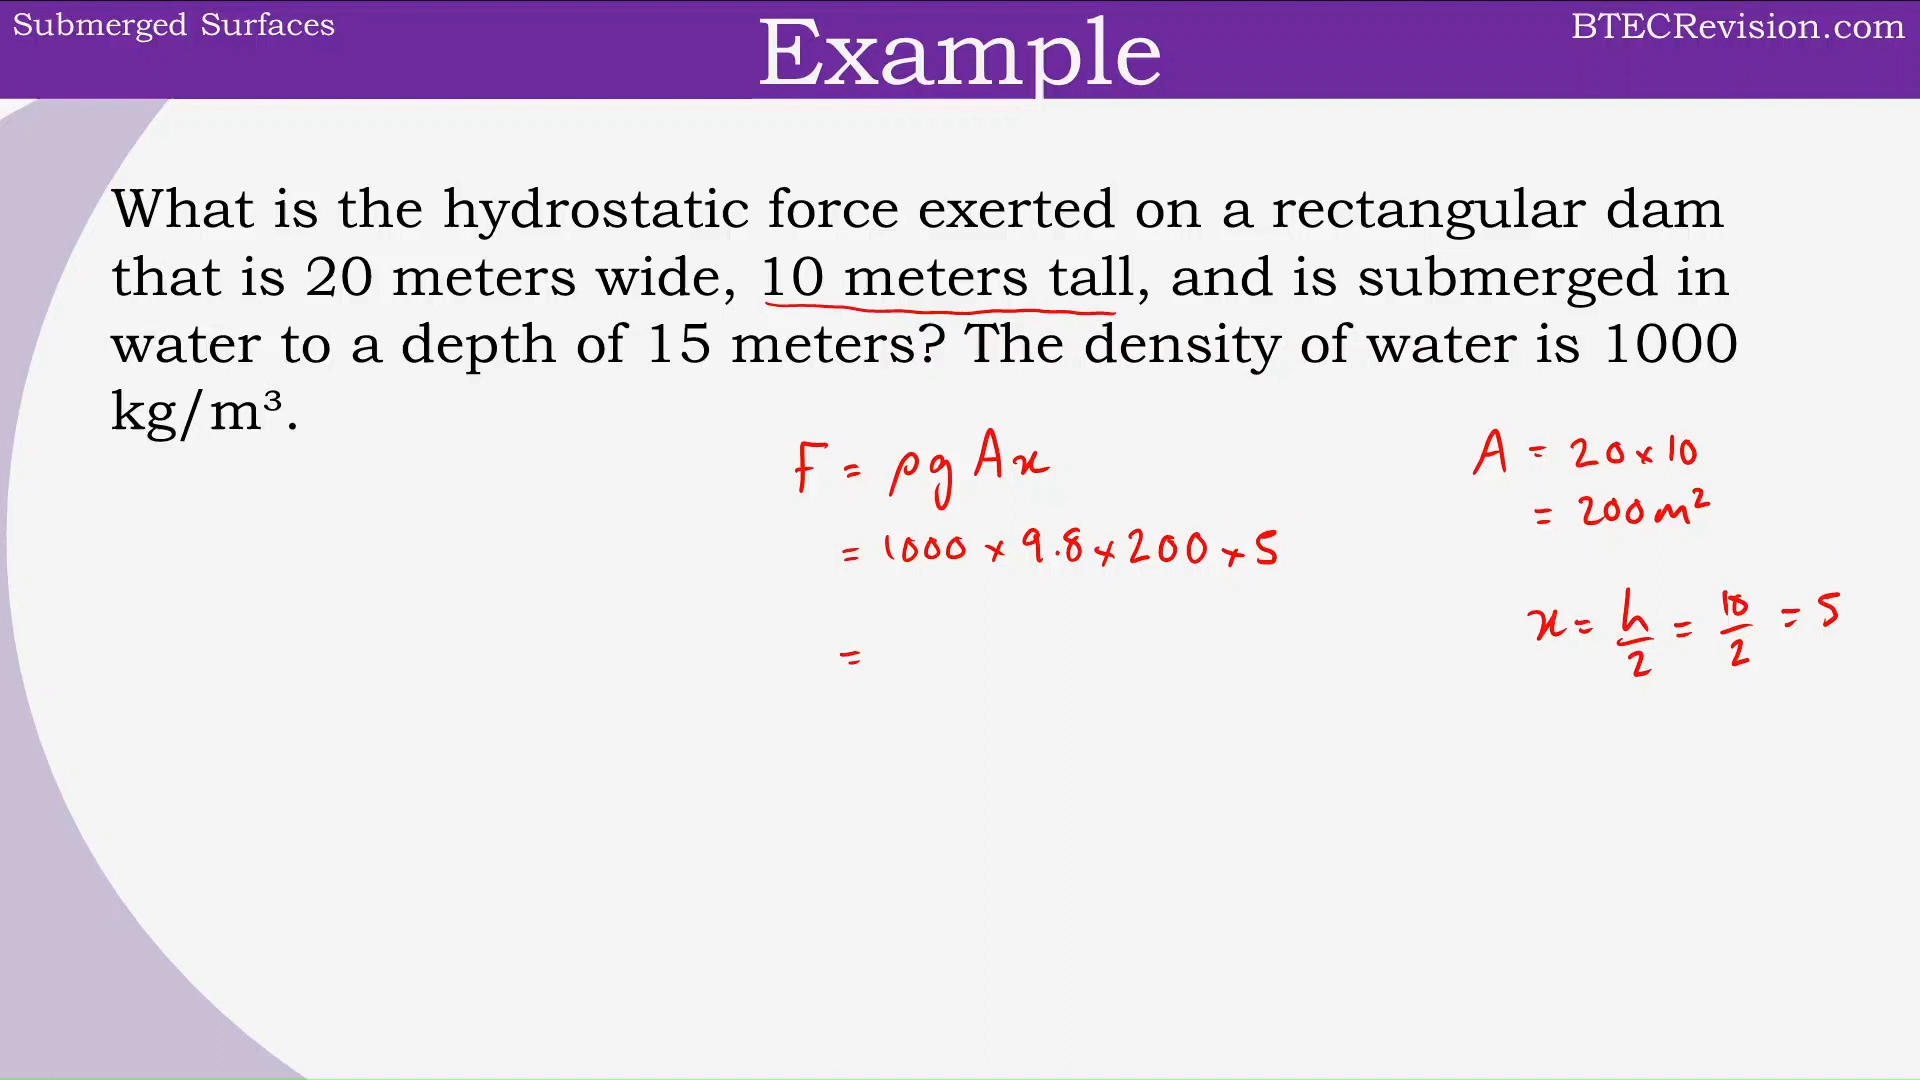 Submerged Surfaces
Example
BTECRevision.com
What is the hydrostatic force exerted on a rectangular dam
that is 20 meters wide, 10 meters tall, and is submerged in
water to a depth of 15 meters? The density of water is 1000
kg/m³.
F = ρg Ax
= 1000 × 9.8 × 200 × 5
=
A = 20 × 10
= 200m²
x = h/2 = 10/2 = 5